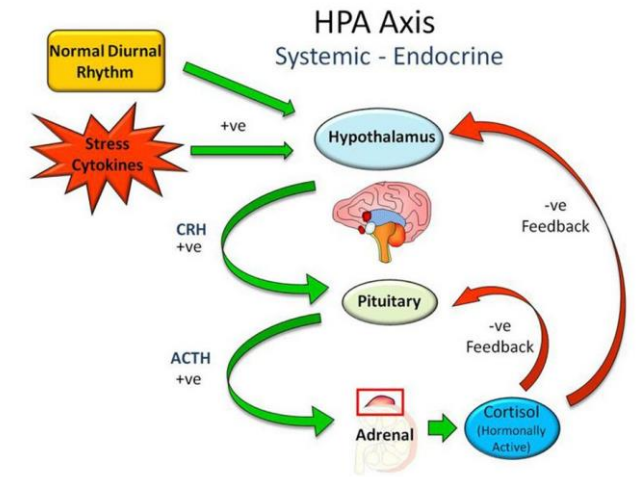 HPA Axis
Systemic - Endocrine
Normal Diurnal
Rhythm
Stress
Cytokines
+ve
Hypothalamus
CRH
+ve
-ve
Feedback
Pituitary
-ve
Feedback
ACTH
+ve
Adrenal
Cortisol
(Hormonally
Active)